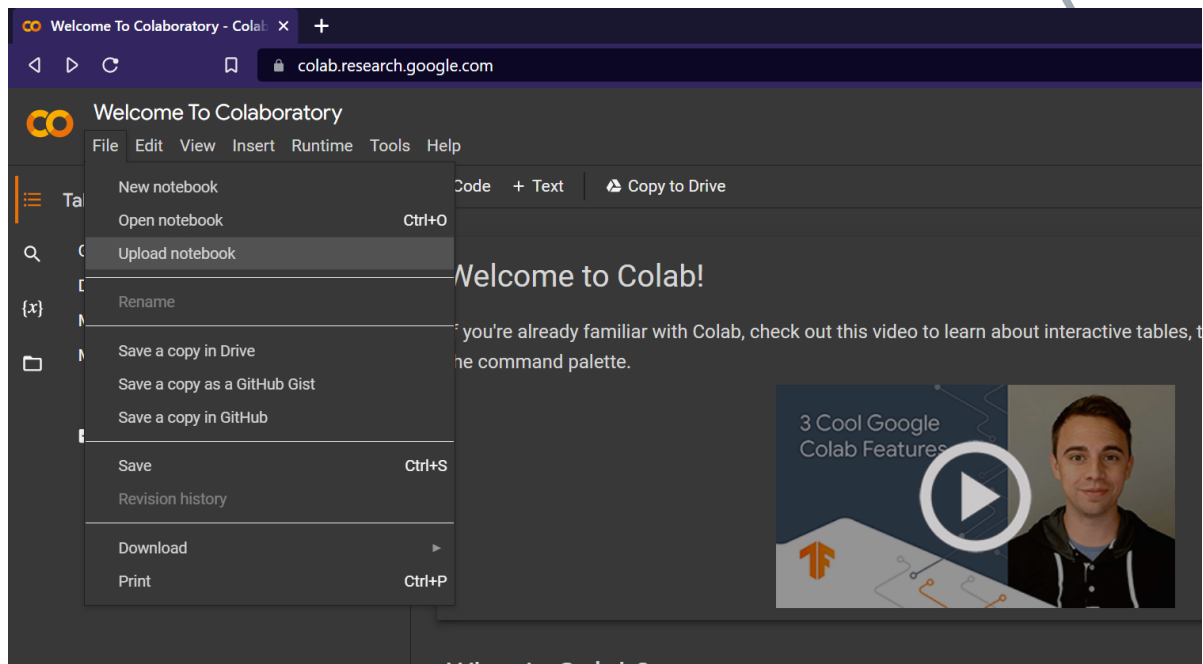 Welcome To Colaboratory - Colab
colab.research.google.com
Welcome To Colaboratory
File Edit View Insert Runtime Tools Help
New notebook
Open notebook Ctrl+O
Upload notebook
Rename
Save a copy in Drive
Save a copy as a GitHub Gist
Save a copy in GitHub
Save Ctrl+S
Revision history
Download
Print Ctrl+P
{x}
Code + Text Copy to Drive
Welcome to Colab!
If you're already familiar with Colab, check out this video to learn about interactive tables,
the command palette.
3 Cool Google
Colab Features